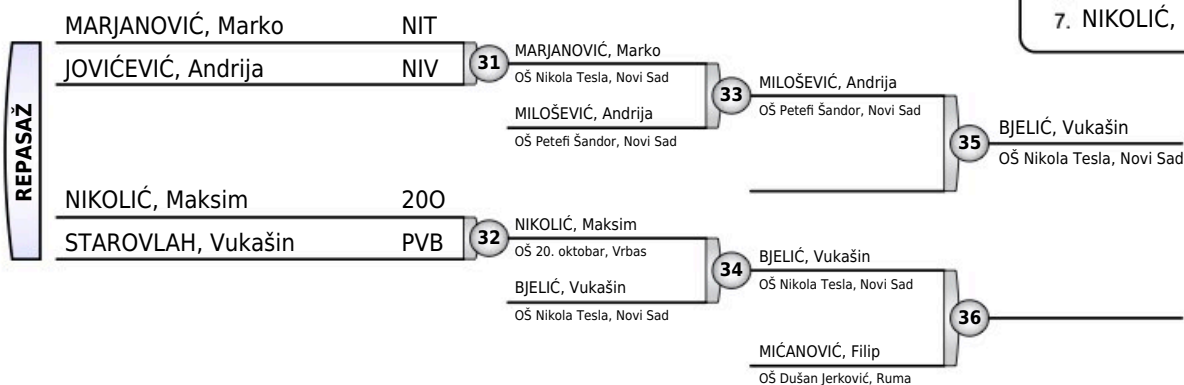 7. NIKOLIĆ,
REPASAŽ
MARJANOVIĆ, Marko NIT
JOVIĆEVIĆ, Andrija NIV
31
MARJANOVIĆ, Marko
OŠ Nikola Tesla, Novi Sad
MILOŠEVIĆ, Andrija
OŠ Petefi Šandor, Novi Sad
33
MILOŠEVIĆ, Andrija
OŠ Petefi Šandor, Novi Sad
35
BJELIĆ, Vukašin
OŠ Nikola Tesla, Novi Sad
NIKOLIĆ, Maksim 20O
STAROVLAH, Vukašin PVB
32
NIKOLIĆ, Maksim
OŠ 20. oktobar, Vrbas
BJELIĆ, Vukašin
OŠ Nikola Tesla, Novi Sad
34
BJELIĆ, Vukašin
OŠ Nikola Tesla, Novi Sad
MIĆANOVIĆ, Filip
OŠ Dušan Jerković, Ruma
36